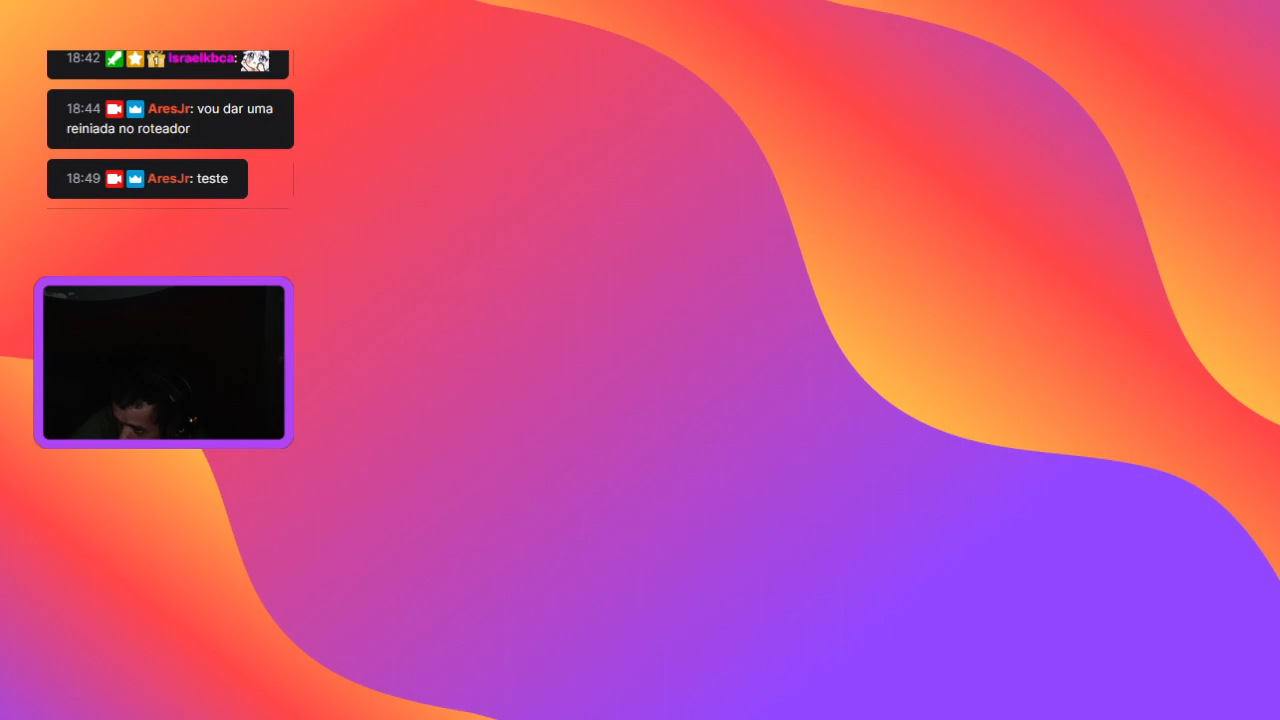 18:42 israelkbca:
18:44 AresJr: vou dar uma
reiniada no roteador
18:49 AresJr: teste